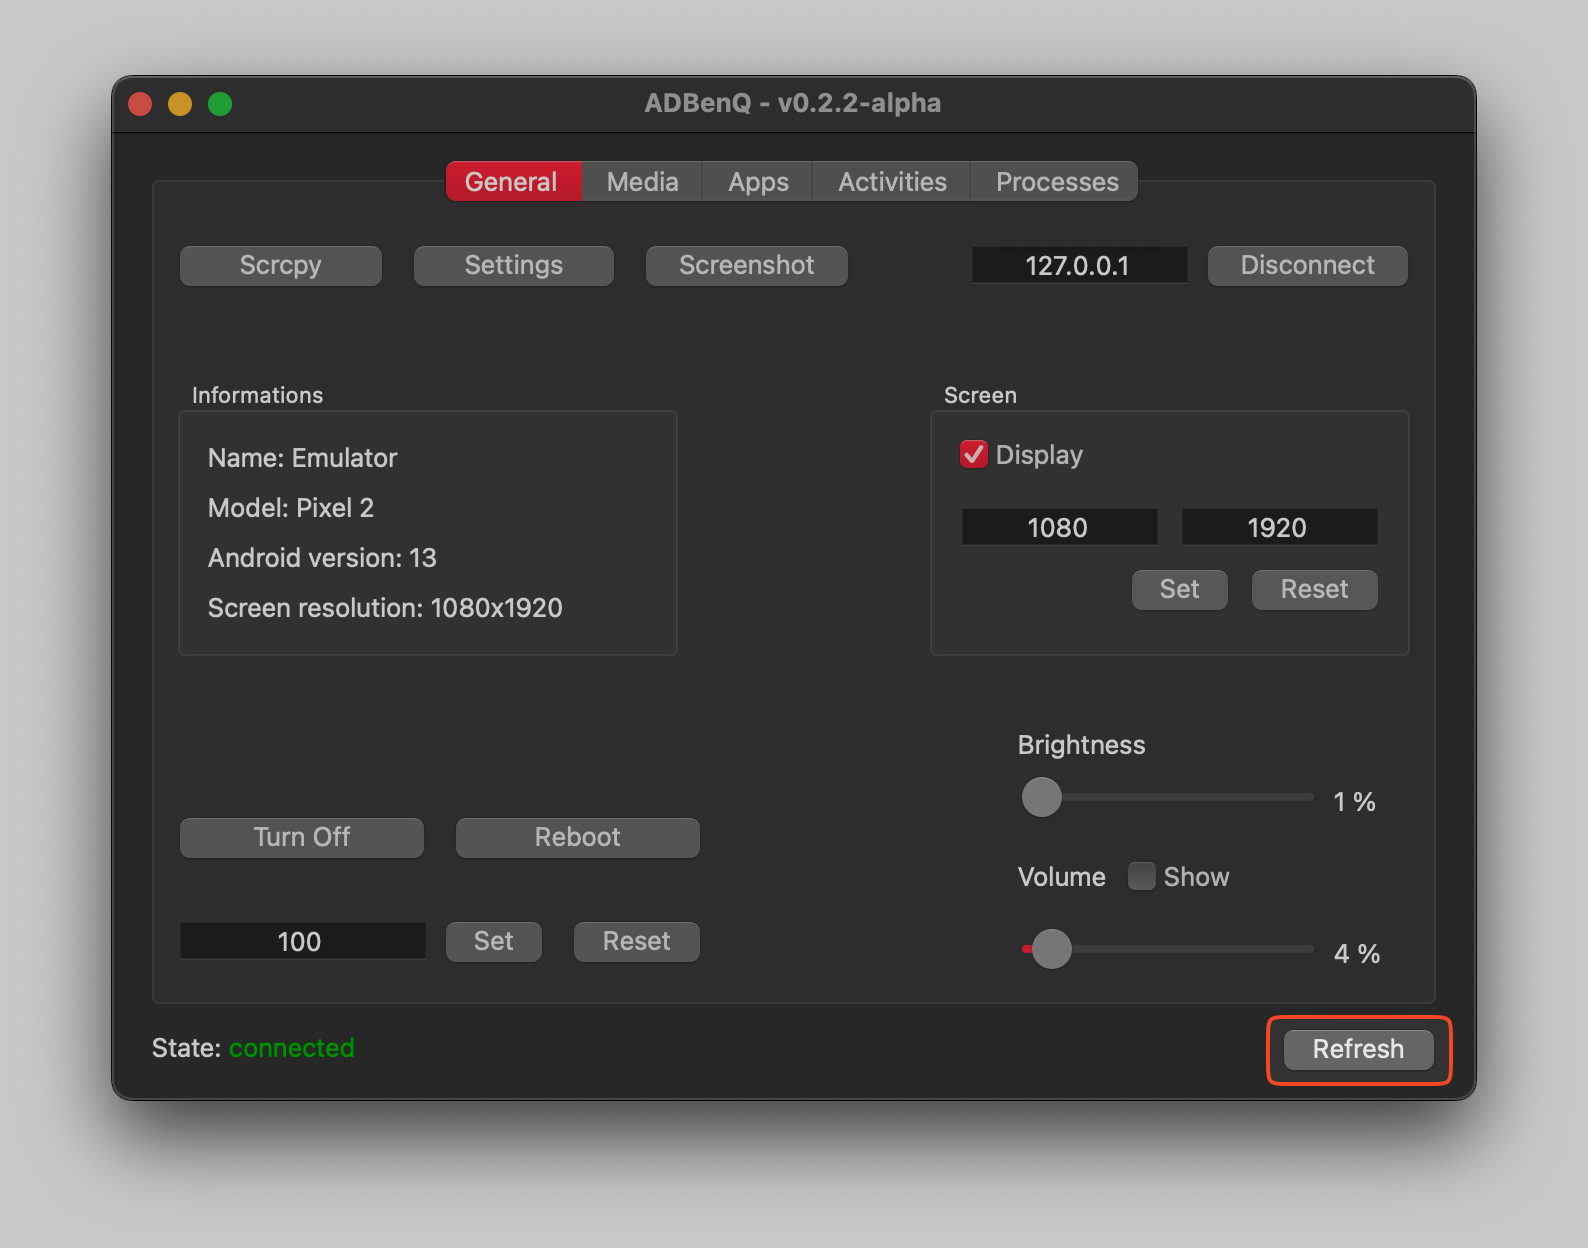 ADBenQ - v0.2.2-alpha
General Media Apps Activities Processes
Scrcpy Settings Screenshot 127.0.0.1 Disconnect
Informations
Name: Emulator
Model: Pixel 2
Android version: 13
Screen resolution: 1080x1920
Screen
Display
1080 1920
Set Reset
Brightness
1 %
Turn Off Reboot
Volume Show
100 Set Reset
4 %
State: connected
Refresh